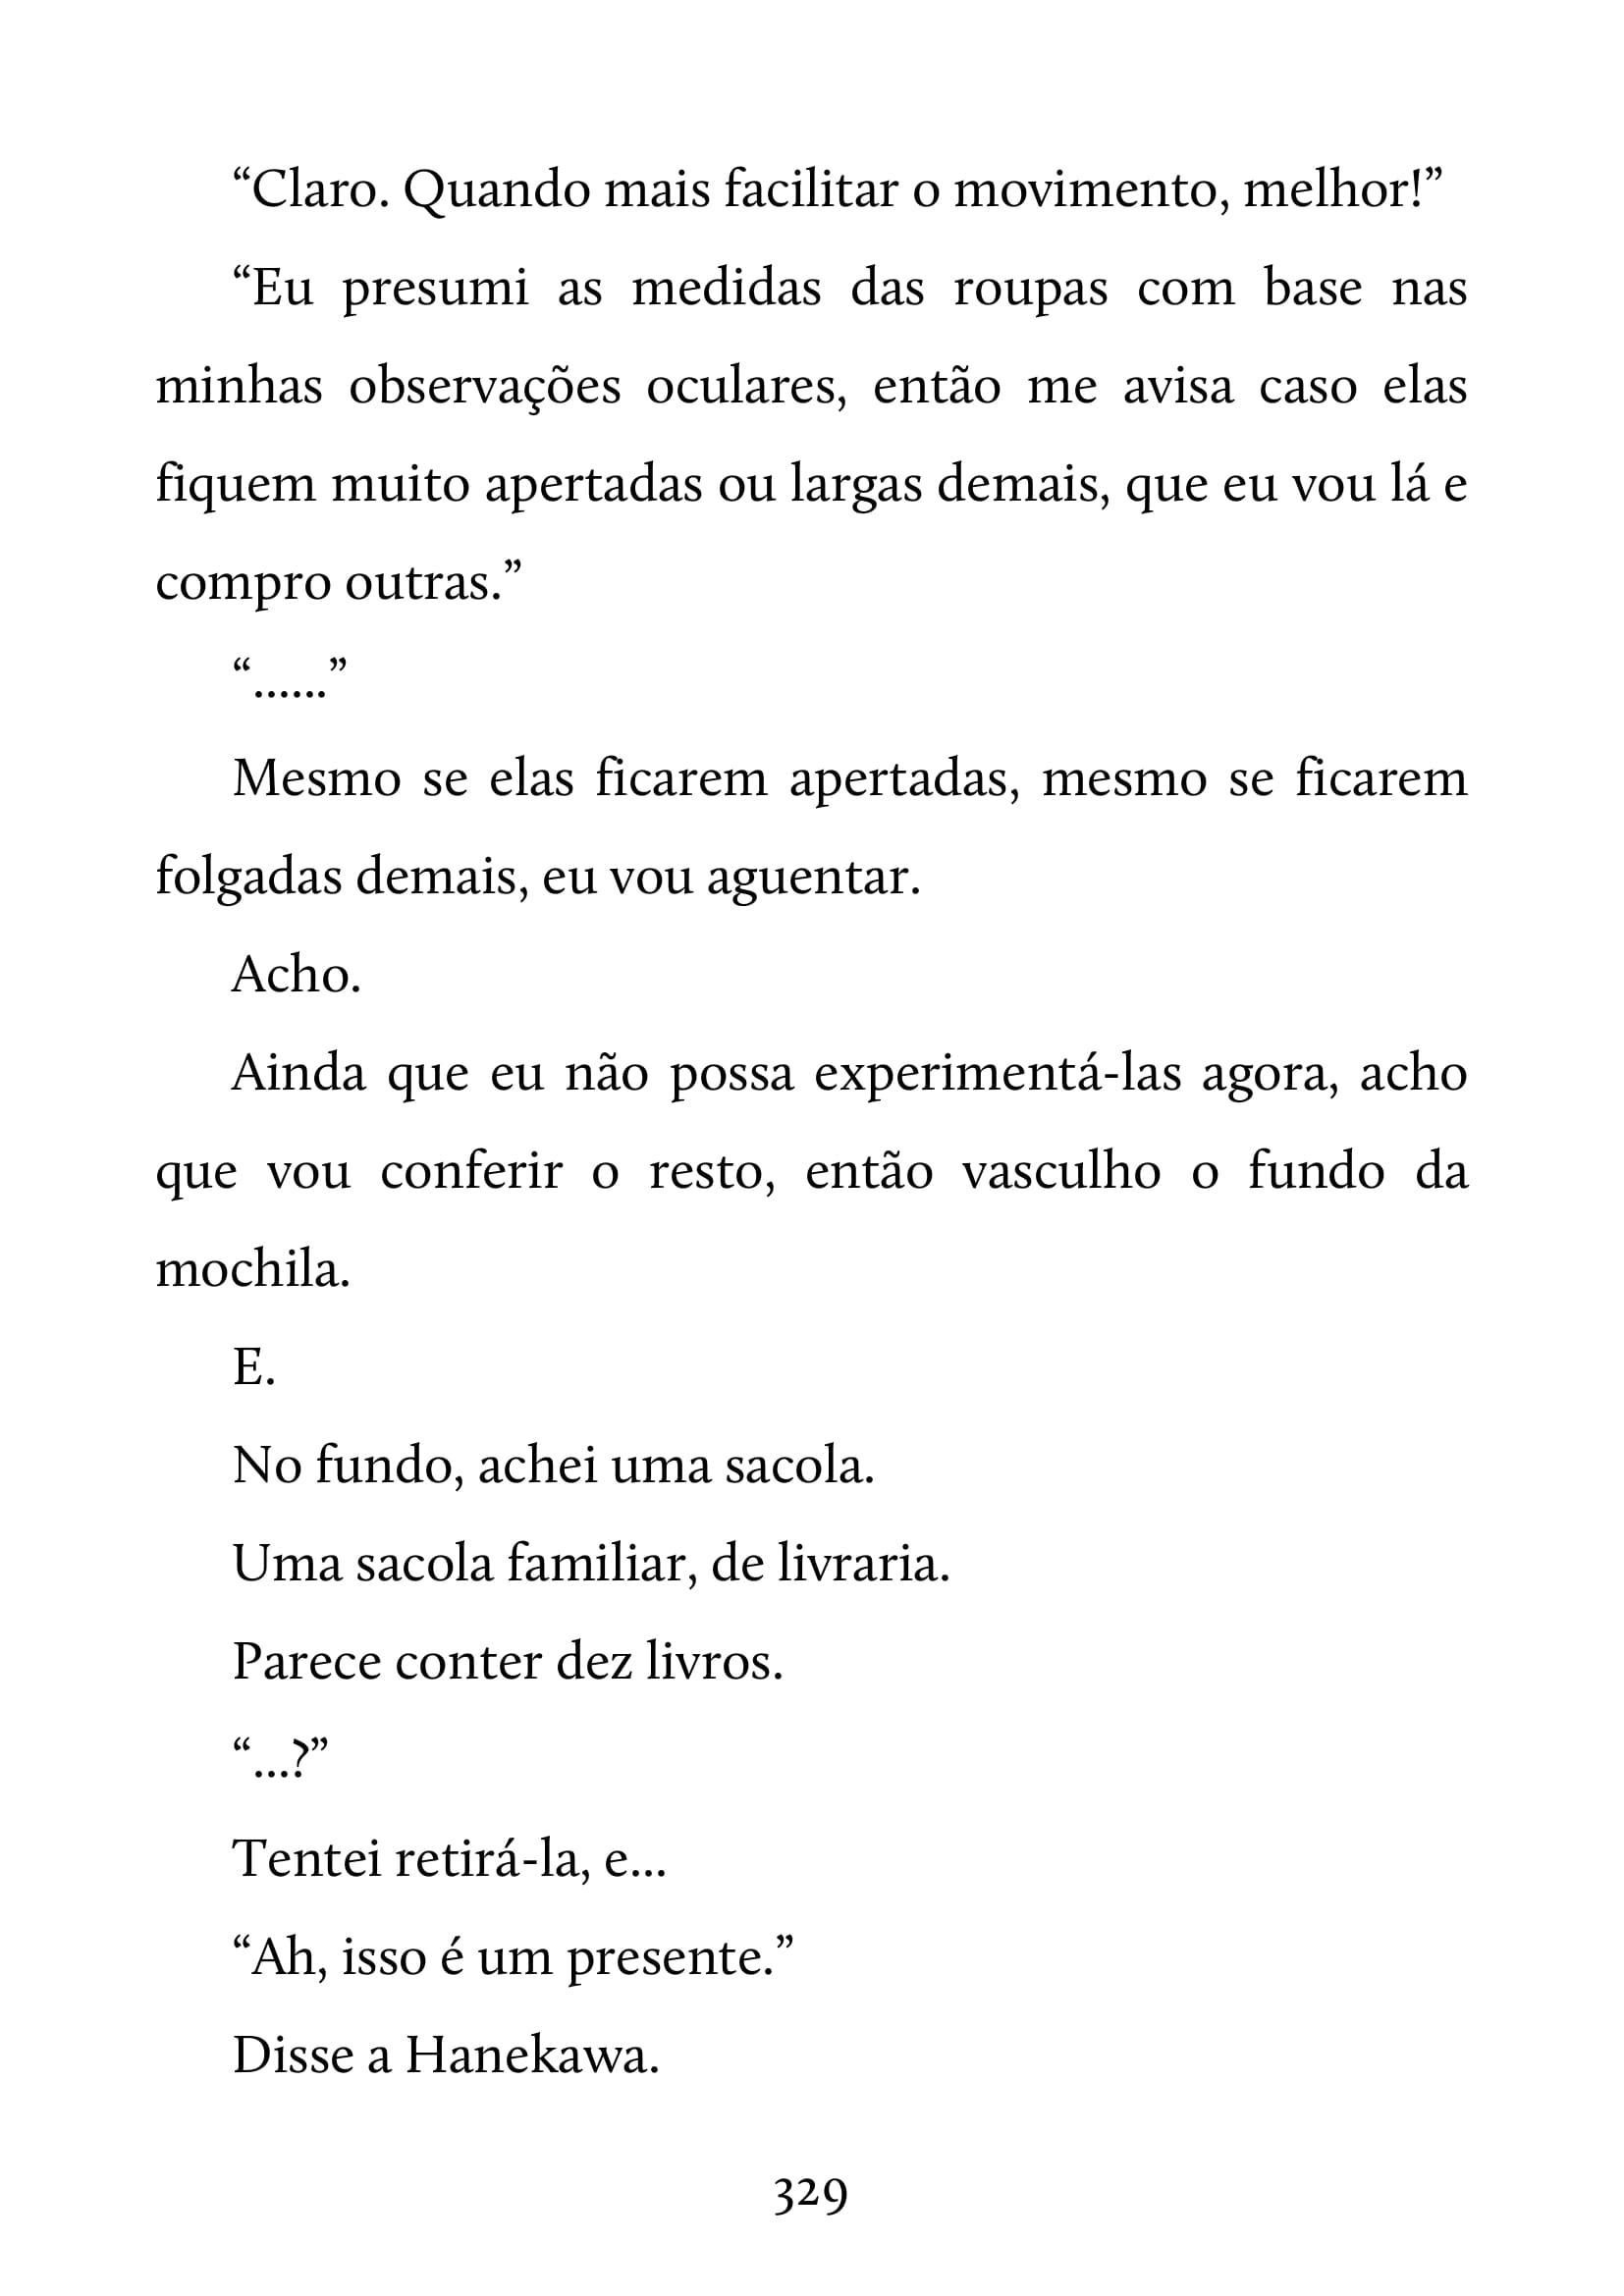 “Claro. Quando mais facilitar o movimento, melhor!”
“Eu presumi as medidas das roupas com base nas
minhas observações oculares, então me avisa caso elas
fiquem muito apertadas ou largas demais, que eu vou lá e
compro outras.”
“......”
Mesmo se elas ficarem apertadas, mesmo se ficarem
folgadas demais, eu vou aguentar.
Acho.
Ainda que eu não possa experimentá-las agora, acho
que vou conferir o resto, então vasculho o fundo da
mochila.
E.
No fundo, achei uma sacola.
Uma sacola familiar, de livraria.
Parece conter dez livros.
“...?”
Tentei retirá-la, e...
“Ah, isso é um presente.”
Disse a Hanekawa.
329